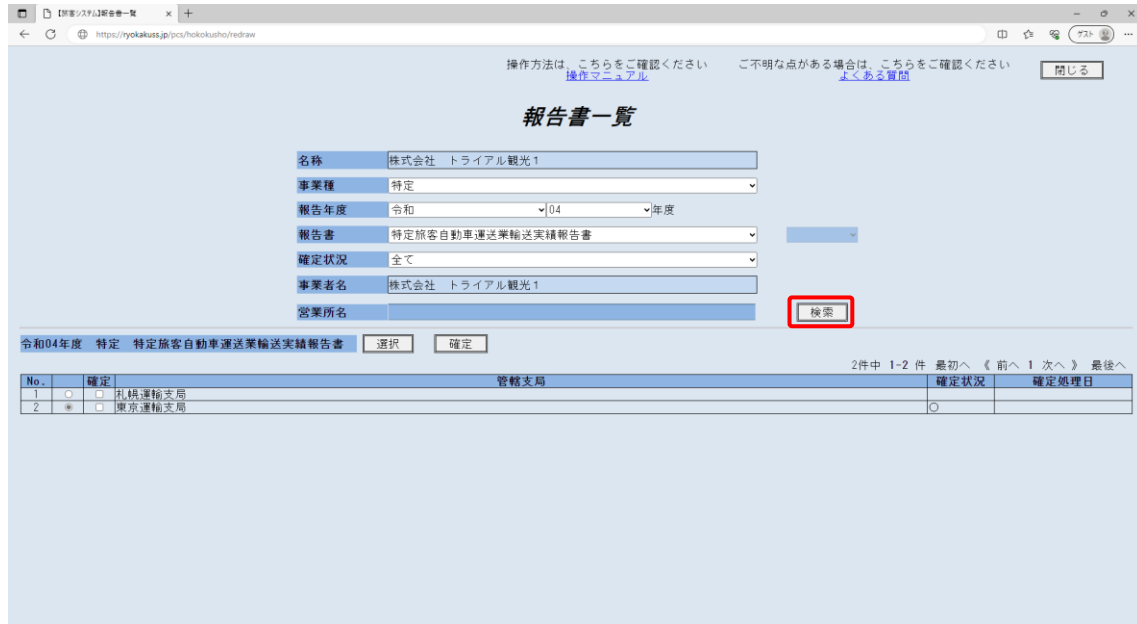 【旅客システム】報告書一覧
https://ryokakuss.jp/pcs/hokokusho/redraw
ゲスト
操作方法は、こちらをご確認ください ご不明な点がある場合は、こちらをご確認ください
操作マニュアル よくある質問 閉じる
報告書一覧
名称 株式会社 トライアル観光1
事業種 特定
報告年度 令和 04 年度
報告書 特定旅客自動車運送業輸送実績報告書
確定状況 全て
事業者名 株式会社 トライアル観光1
営業所名 検索
令和04年度 特定 特定旅客自動車運送業輸送実績報告書 選択 確定
2件中 1-2 件 最初へ 《 前へ 1 次へ 》 最後へ
No. 確定 管轄支局 確定状況 確定処理日
1 札幌運輸支局
2 東京運輸支局 ○